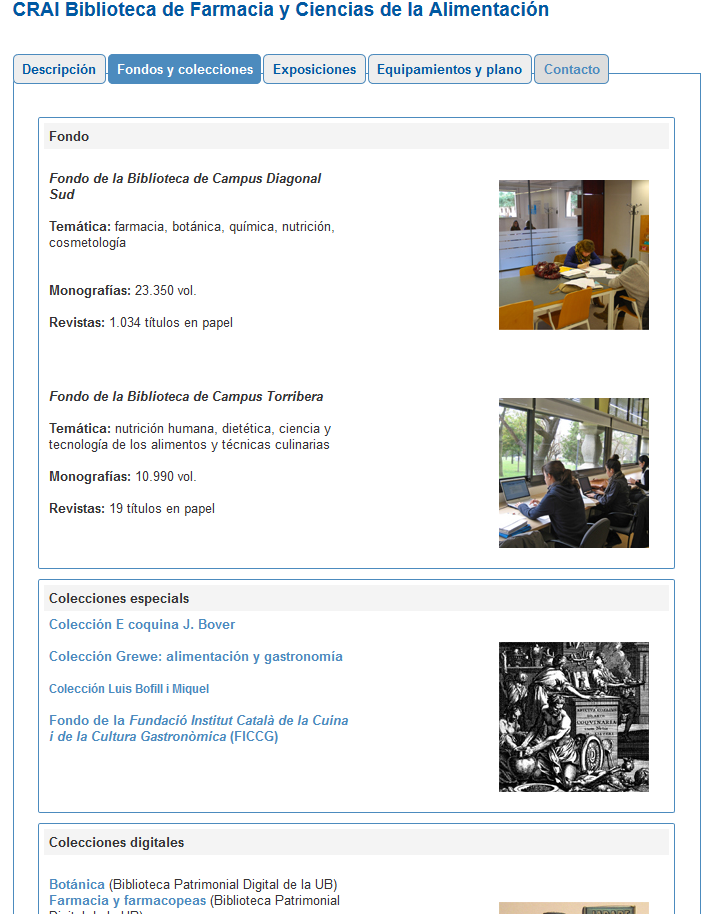 CRAI Biblioteca de Farmacia y Ciencias de la Alimentación
Descripción
Fondos y colecciones
Exposiciones
Equipamientos y plano
Contacto
Fondo
Fondo de la Biblioteca de Campus Diagonal
Sud
Temática: farmacia, botánica, química, nutrición,
cosmetología
Monografías: 23.350 vol.
Revistas: 1.034 títulos en papel
Fondo de la Biblioteca de Campus Torribera
Temática: nutrición humana, dietética, ciencia y
tecnología de los alimentos y técnicas culinarias
Monografías: 10.990 vol.
Revistas: 19 títulos en papel
Colecciones especials
Colección E coquina J. Bover
Colección Grewe: alimentación y gastronomía
Colección Luis Bofill i Miquel
Fondo de la Fundació Institut Català de la Cuina
i de la Cultura Gastronòmica (FICCG)
COQVINARIA
Colecciones digitales
Botánica (Biblioteca Patrimonial Digital de la UB)
Farmacia y farmacopeas (Biblioteca Patrimonial
Digital de la UB)